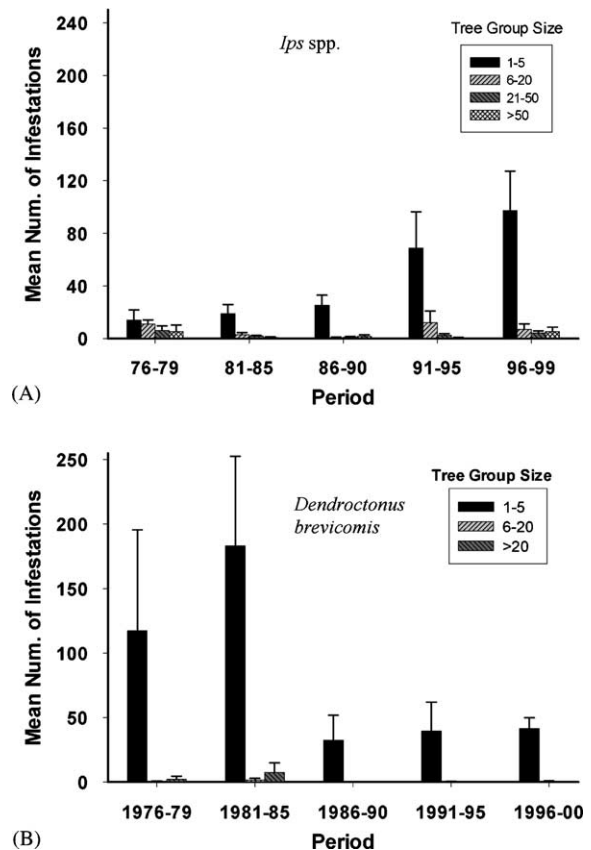 240
200
160
120
80
40
0
Mean Num. of Infestations
Ips spp.
Tree Group Size
1-5
6-20
21-50
>50
76-79 81-85 86-90 91-95 96-99
(A)
Period
250
200
150
100
50
0
Mean Num. of Infestations
Dendroctonus
brevicomis
Tree Group Size
1-5
6-20
>20
1976-79 1981-85 1986-90 1991-95 1996-00
(B)
Period